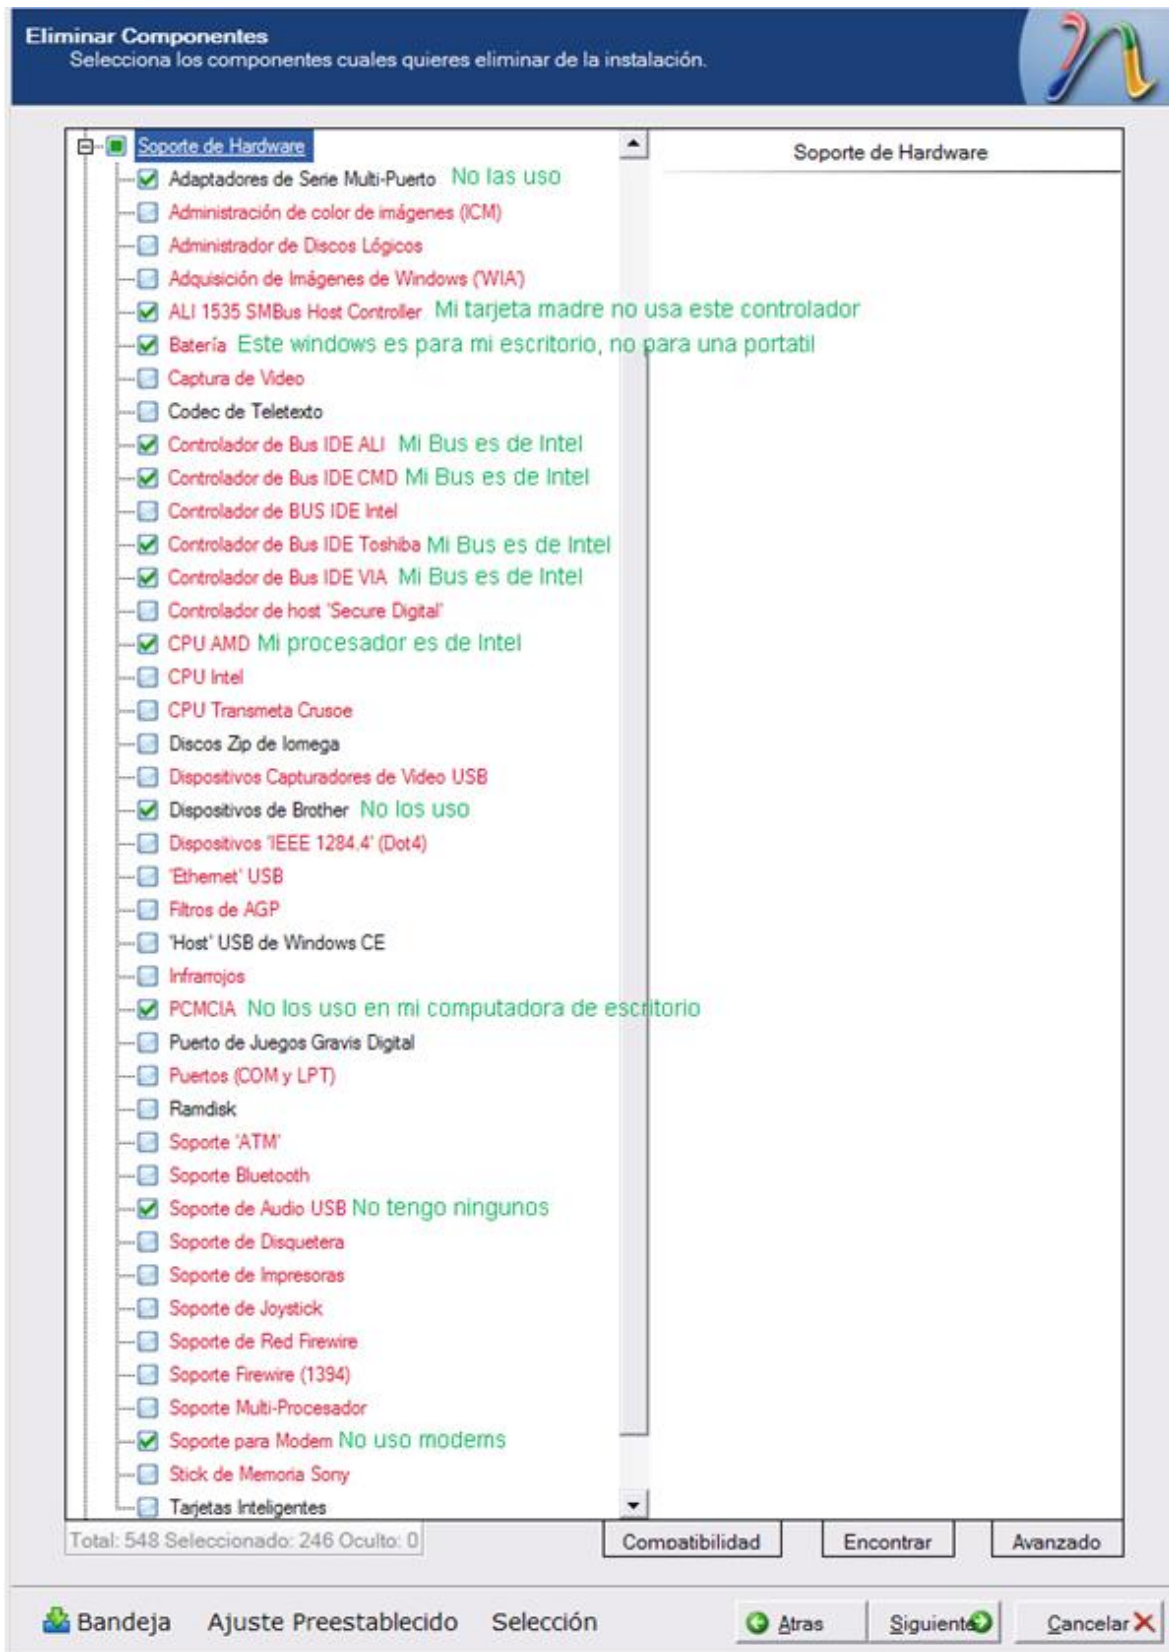 Eliminar Componentes
Selecciona los componentes cuales quieres eliminar de la instalación.
Soporte de Hardware
Soporte de Hardware
Adaptadores de Serie Multi-Puerto No las uso
Administración de color de imágenes (ICM)
Administrador de Discos Lógicos
Adquisición de Imágenes de Windows ('WIA')
ALI 1535 SMBus Host Controller Mi tarjeta madre no usa este controlador
Batería Este windows es para mi escritorio, no para una portatil
Captura de Video
Codec de Teletexto
Controlador de Bus IDE ALI Mi Bus es de Intel
Controlador de Bus IDE CMD Mi Bus es de Intel
Controlador de BUS IDE Intel
Controlador de Bus IDE Toshiba Mi Bus es de Intel
Controlador de Bus IDE VIA Mi Bus es de Intel
Controlador de host 'Secure Digital'
CPU AMD Mi procesador es de Intel
CPU Intel
CPU Transmeta Crusoe
Discos Zip de Iomega
Dispositivos Capturadores de Video USB
Dispositivos de Brother No los uso
Dispositivos 'IEEE 1284.4' (Dot4)
'Ethernet' USB
Filtros de AGP
'Host' USB de Windows CE
Infrarrojos
PCMCIA No los uso en mi computadora de escritorio
Puerto de Juegos Gravis Digital
Puertos (COM y LPT)
Ramdisk
Soporte 'ATM'
Soporte Bluetooth
Soporte de Audio USB No tengo ningunos
Soporte de Disquetera
Soporte de Impresoras
Soporte de Joystick
Soporte de Red Firewire
Soporte Firewire (1394)
Soporte Multi-Procesador
Soporte para Modem No uso modems
Stick de Memoria Sony
Tarjetas Inteligentes
Total: 548 Seleccionado: 246 Oculto: 0
Compatibilidad Encontrar Avanzado
Bandeja Ajuste Preestablecido Selección Atras Siguiente Cancelar